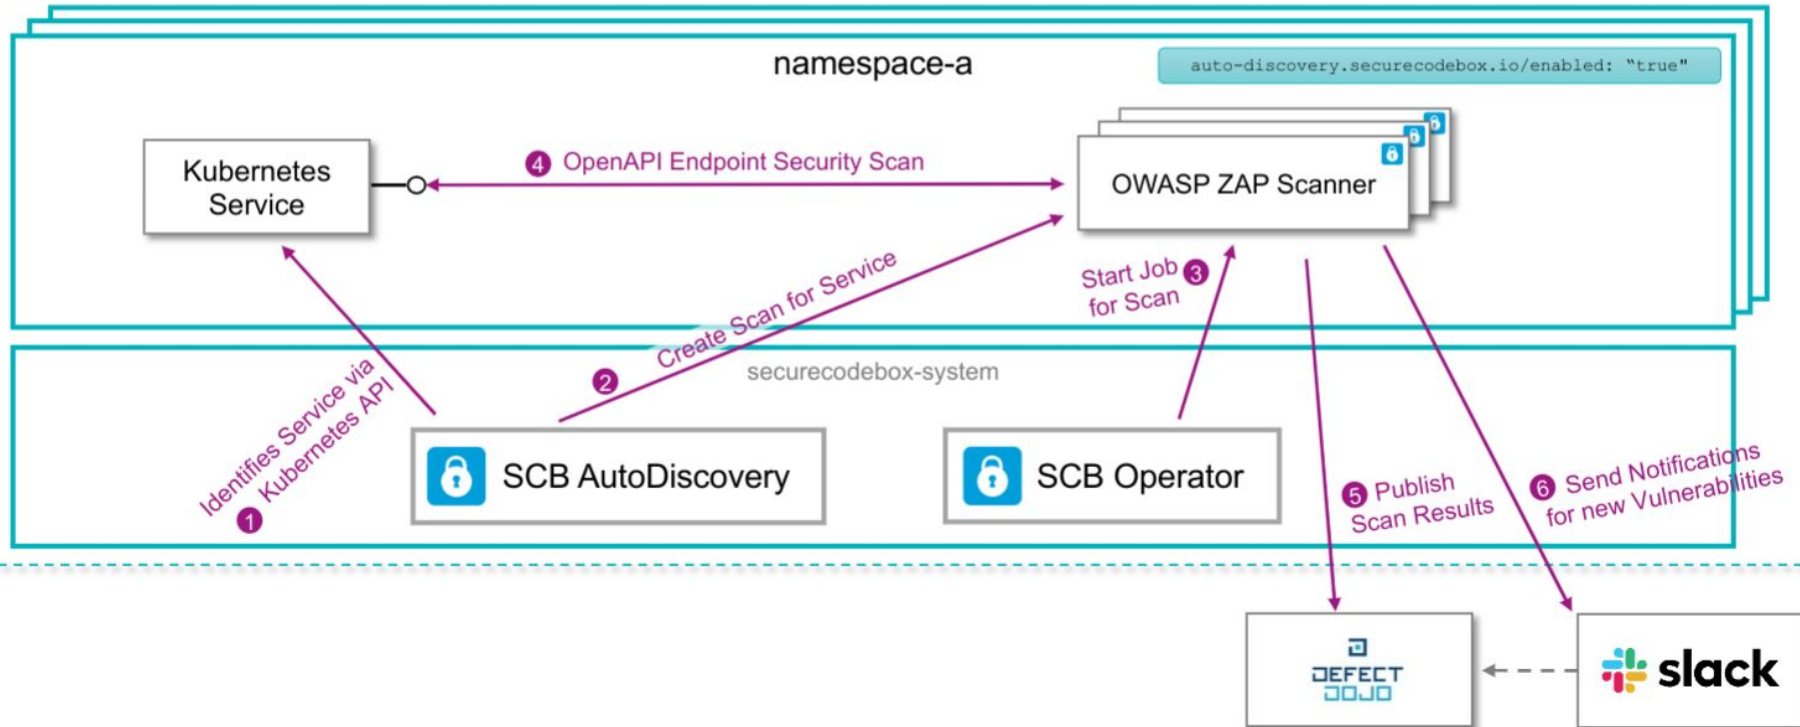 namespace-a
auto-discovery.securecodebox.io/enabled: “true"
Kubernetes
Service
4 OpenAPI Endpoint Security Scan
OWASP ZAP Scanner
Create Scan for Service
2
Start Job 3
for Scan
securecodebox-system
Identifies Service via
1 Kubernetes API
SCB AutoDiscovery
SCB Operator
5 Publish
Scan Results
6 Send Notifications
for new Vulnerabilities
DEFECT
DOJO
slack